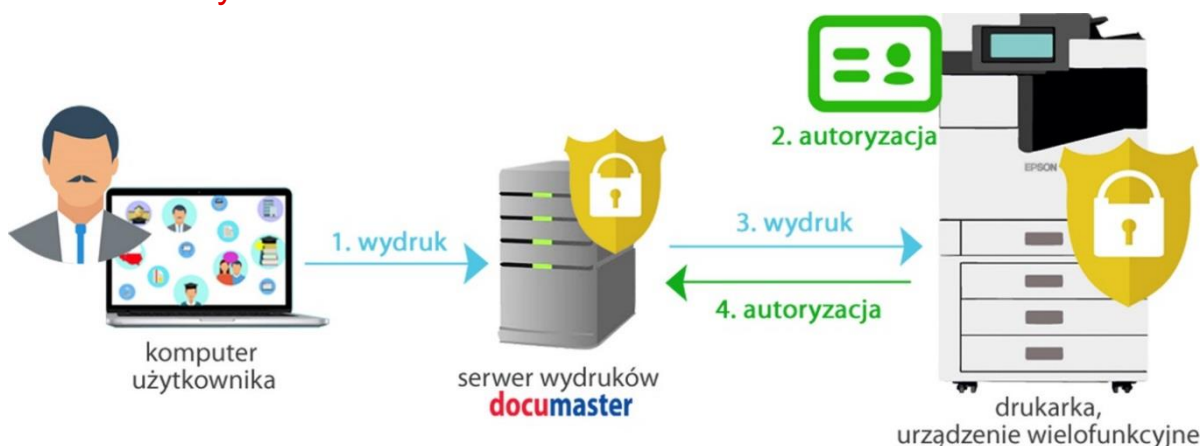 2. autoryzacja
EPSON
1. wydruk
3. wydruk
4. autoryzacja
komputer
użytkownika
serwer wydruków
documaster
drukarka,
urządzenie wielofunkcyjne